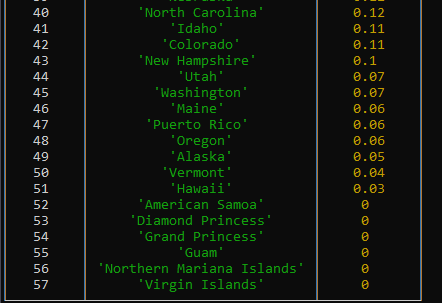 40 'North Carolina' 0.12
41 'Idaho' 0.11
42 'Colorado' 0.11
43 'New Hampshire' 0.1
44 'Utah' 0.07
45 'Washington' 0.07
46 'Maine' 0.06
47 'Puerto Rico' 0.06
48 'Oregon' 0.06
49 'Alaska' 0.05
50 'Vermont' 0.04
51 'Hawaii' 0.03
52 'American Samoa' 0
53 'Diamond Princess' 0
54 'Grand Princess' 0
55 'Guam' 0
56 'Northern Mariana Islands' 0
57 'Virgin Islands' 0